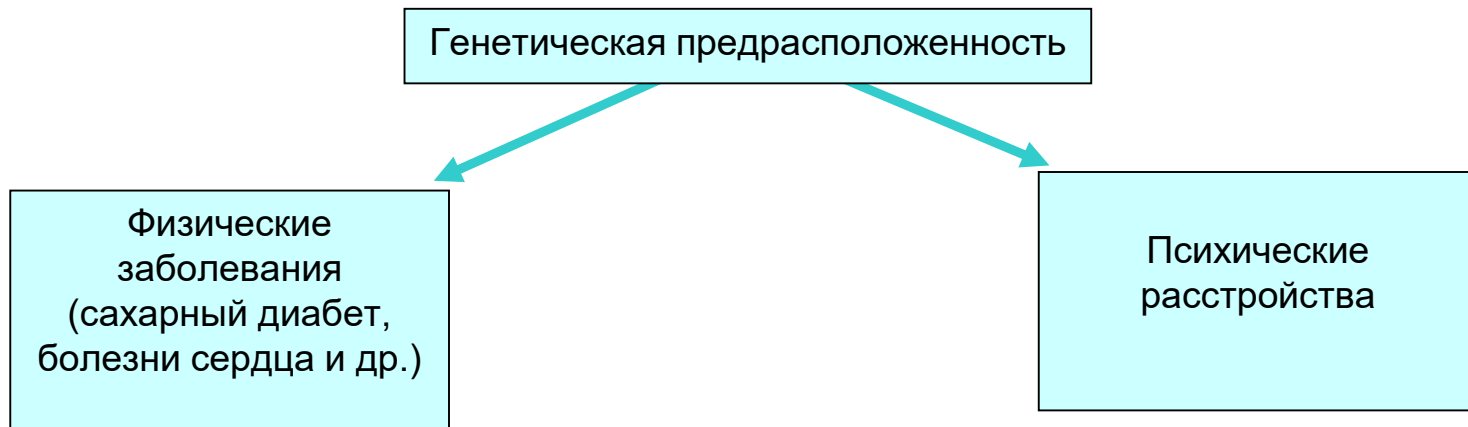 Генетическая предрасположенность
Физические
заболевания
(сахарный диабет,
болезни сердца и др.)
Психические
расстройства